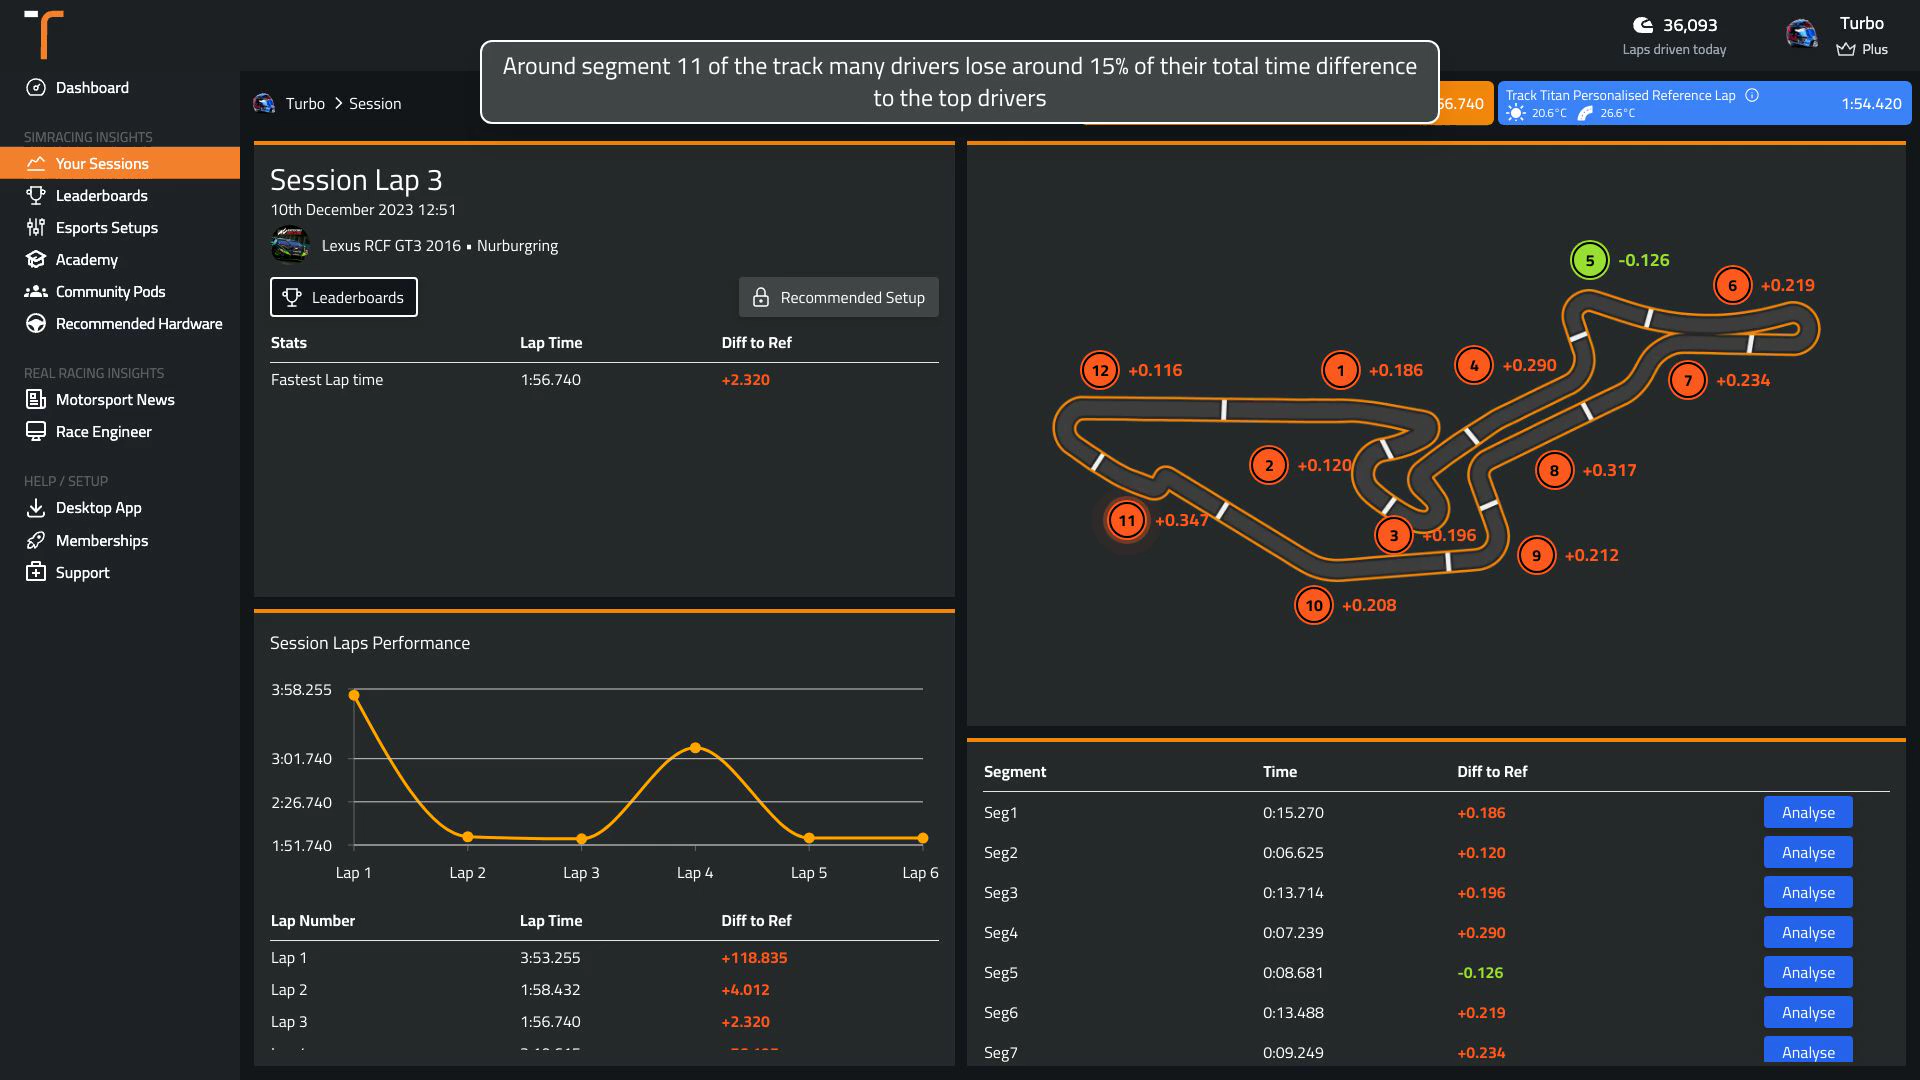 36,093
Laps driven today
Turbo
Plus
Around segment 11 of the track many drivers lose around 15% of their total time difference
to the top drivers
Dashboard
SIMRACING INSIGHTS
Your Sessions
Leaderboards
Esports Setups
Academy
Community Pods
Recommended Hardware
REAL RACING INSIGHTS
Motorsport News
Race Engineer
HELP / SETUP
Desktop App
Memberships
Support
Turbo > Session
56.740
Track Titan Personalised Reference Lap
20.6°C 26.6°C
1:54.420
Session Lap 3
10th December 2023 12:51
Lexus RCF GT3 2016 • Nurburgring
Leaderboards
Recommended Setup
Stats Lap Time Diff to Ref
Fastest Lap time 1:56.740 +2.320
5 -0.126
6 +0.219
12 +0.116
1 +0.186
4 +0.290
7 +0.234
2 +0.120
8 +0.317
11 +0.347
3 +0.196
9 +0.212
10 +0.208
Session Laps Performance
3:58.255
3:01.740
2:26.740
1:51.740
Lap 1 Lap 2 Lap 3 Lap 4 Lap 5 Lap 6
Lap Number Lap Time Diff to Ref
Lap 1 3:53.255 +118.835
Lap 2 1:58.432 +4.012
Lap 3 1:56.740 +2.320
Segment Time Diff to Ref
Seg1 0:15.270 +0.186 Analyse
Seg2 0:06.625 +0.120 Analyse
Seg3 0:13.714 +0.196 Analyse
Seg4 0:07.239 +0.290 Analyse
Seg5 0:08.681 -0.126 Analyse
Seg6 0:13.488 +0.219 Analyse
Seg7 0:09.249 +0.234 Analyse